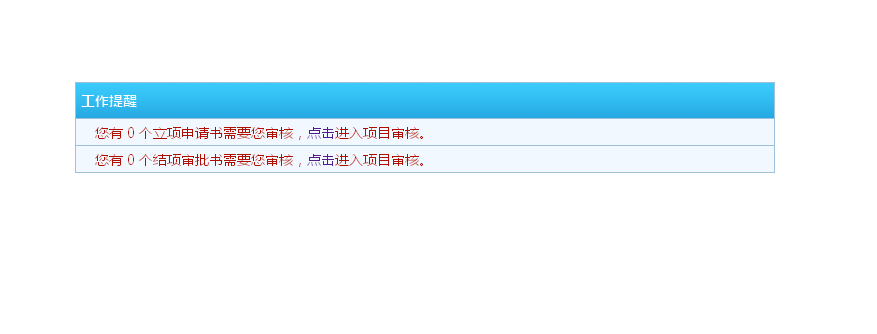 工作提醒
您有 0 个立项申请书需要您审核，点击进入项目审核。
您有 0 个结项审批书需要您审核，点击进入项目审核。